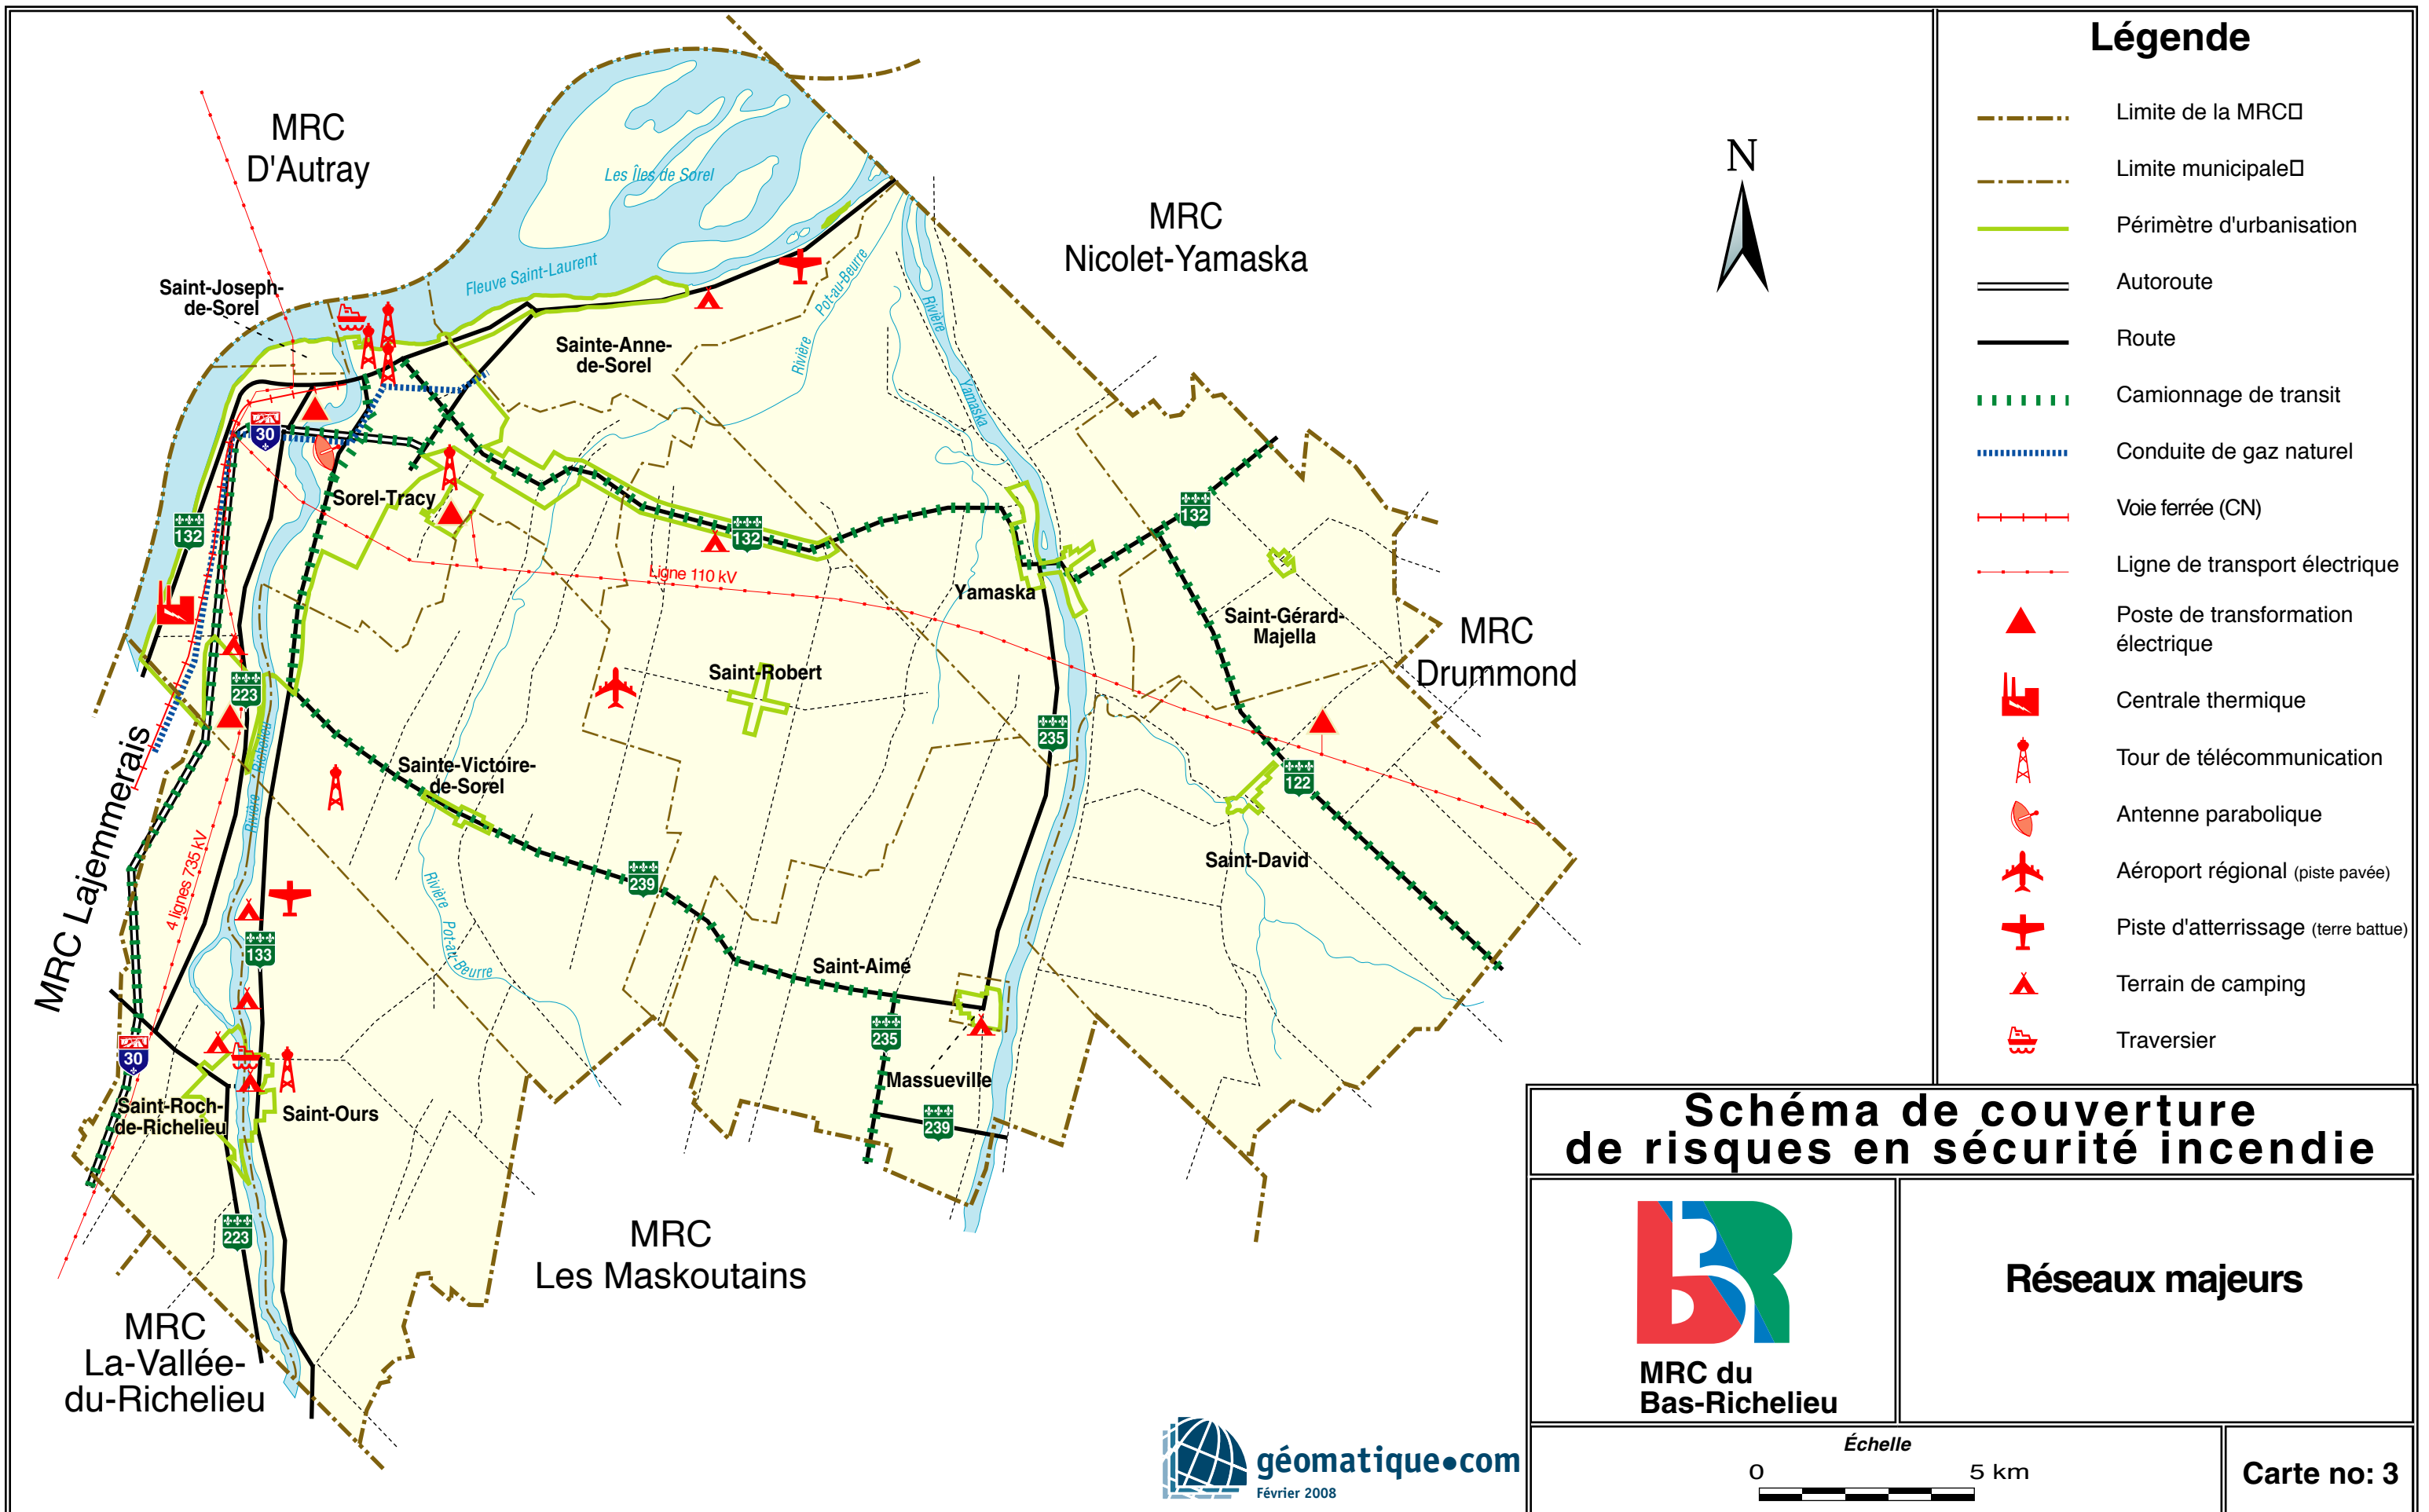 MRC
D'Autray
Les Îles de Sorel
MRC
Nicolet-Yamaska
N
Saint-Joseph-
de-Sorel
Fleuve Saint-Laurent
Rivière
Pot-au-Beurre
Rivière
Yamaska
Sainte-Anne-
de-Sorel
30
Sorel-Tracy
132
132
132
Ligne 110 kV
Yamaska
Saint-Gérard-
Majella
MRC
Drummond
Saint-Robert
223
235
MRC Lajemmerais
Rivière
Richelieu
Sainte-Victoire-
de-Sorel
122
4 lignes 735 kV
239
Saint-David
Rivière
Pot-au-Beurre
133
Saint-Aimé
235
30
Massueville
Saint-Roch-
de-Richelieu
Saint-Ours
239
223
MRC
Les Maskoutains
MRC
La-Vallée-
du-Richelieu
géomatique•com
Février 2008
Légende
Limite de la MRC□
Limite municipale□
Périmètre d'urbanisation
Autoroute
Route
Camionnage de transit
Conduite de gaz naturel
Voie ferrée (CN)
Ligne de transport électrique
Poste de transformation
électrique
Centrale thermique
Tour de télécommunication
Antenne parabolique
Aéroport régional (piste pavée)
Piste d'atterrissage (terre battue)
Terrain de camping
Traversier
Schéma de couverture
de risques en sécurité incendie
MRC du
Bas-Richelieu
Réseaux majeurs
Échelle
0 5 km
Carte no: 3